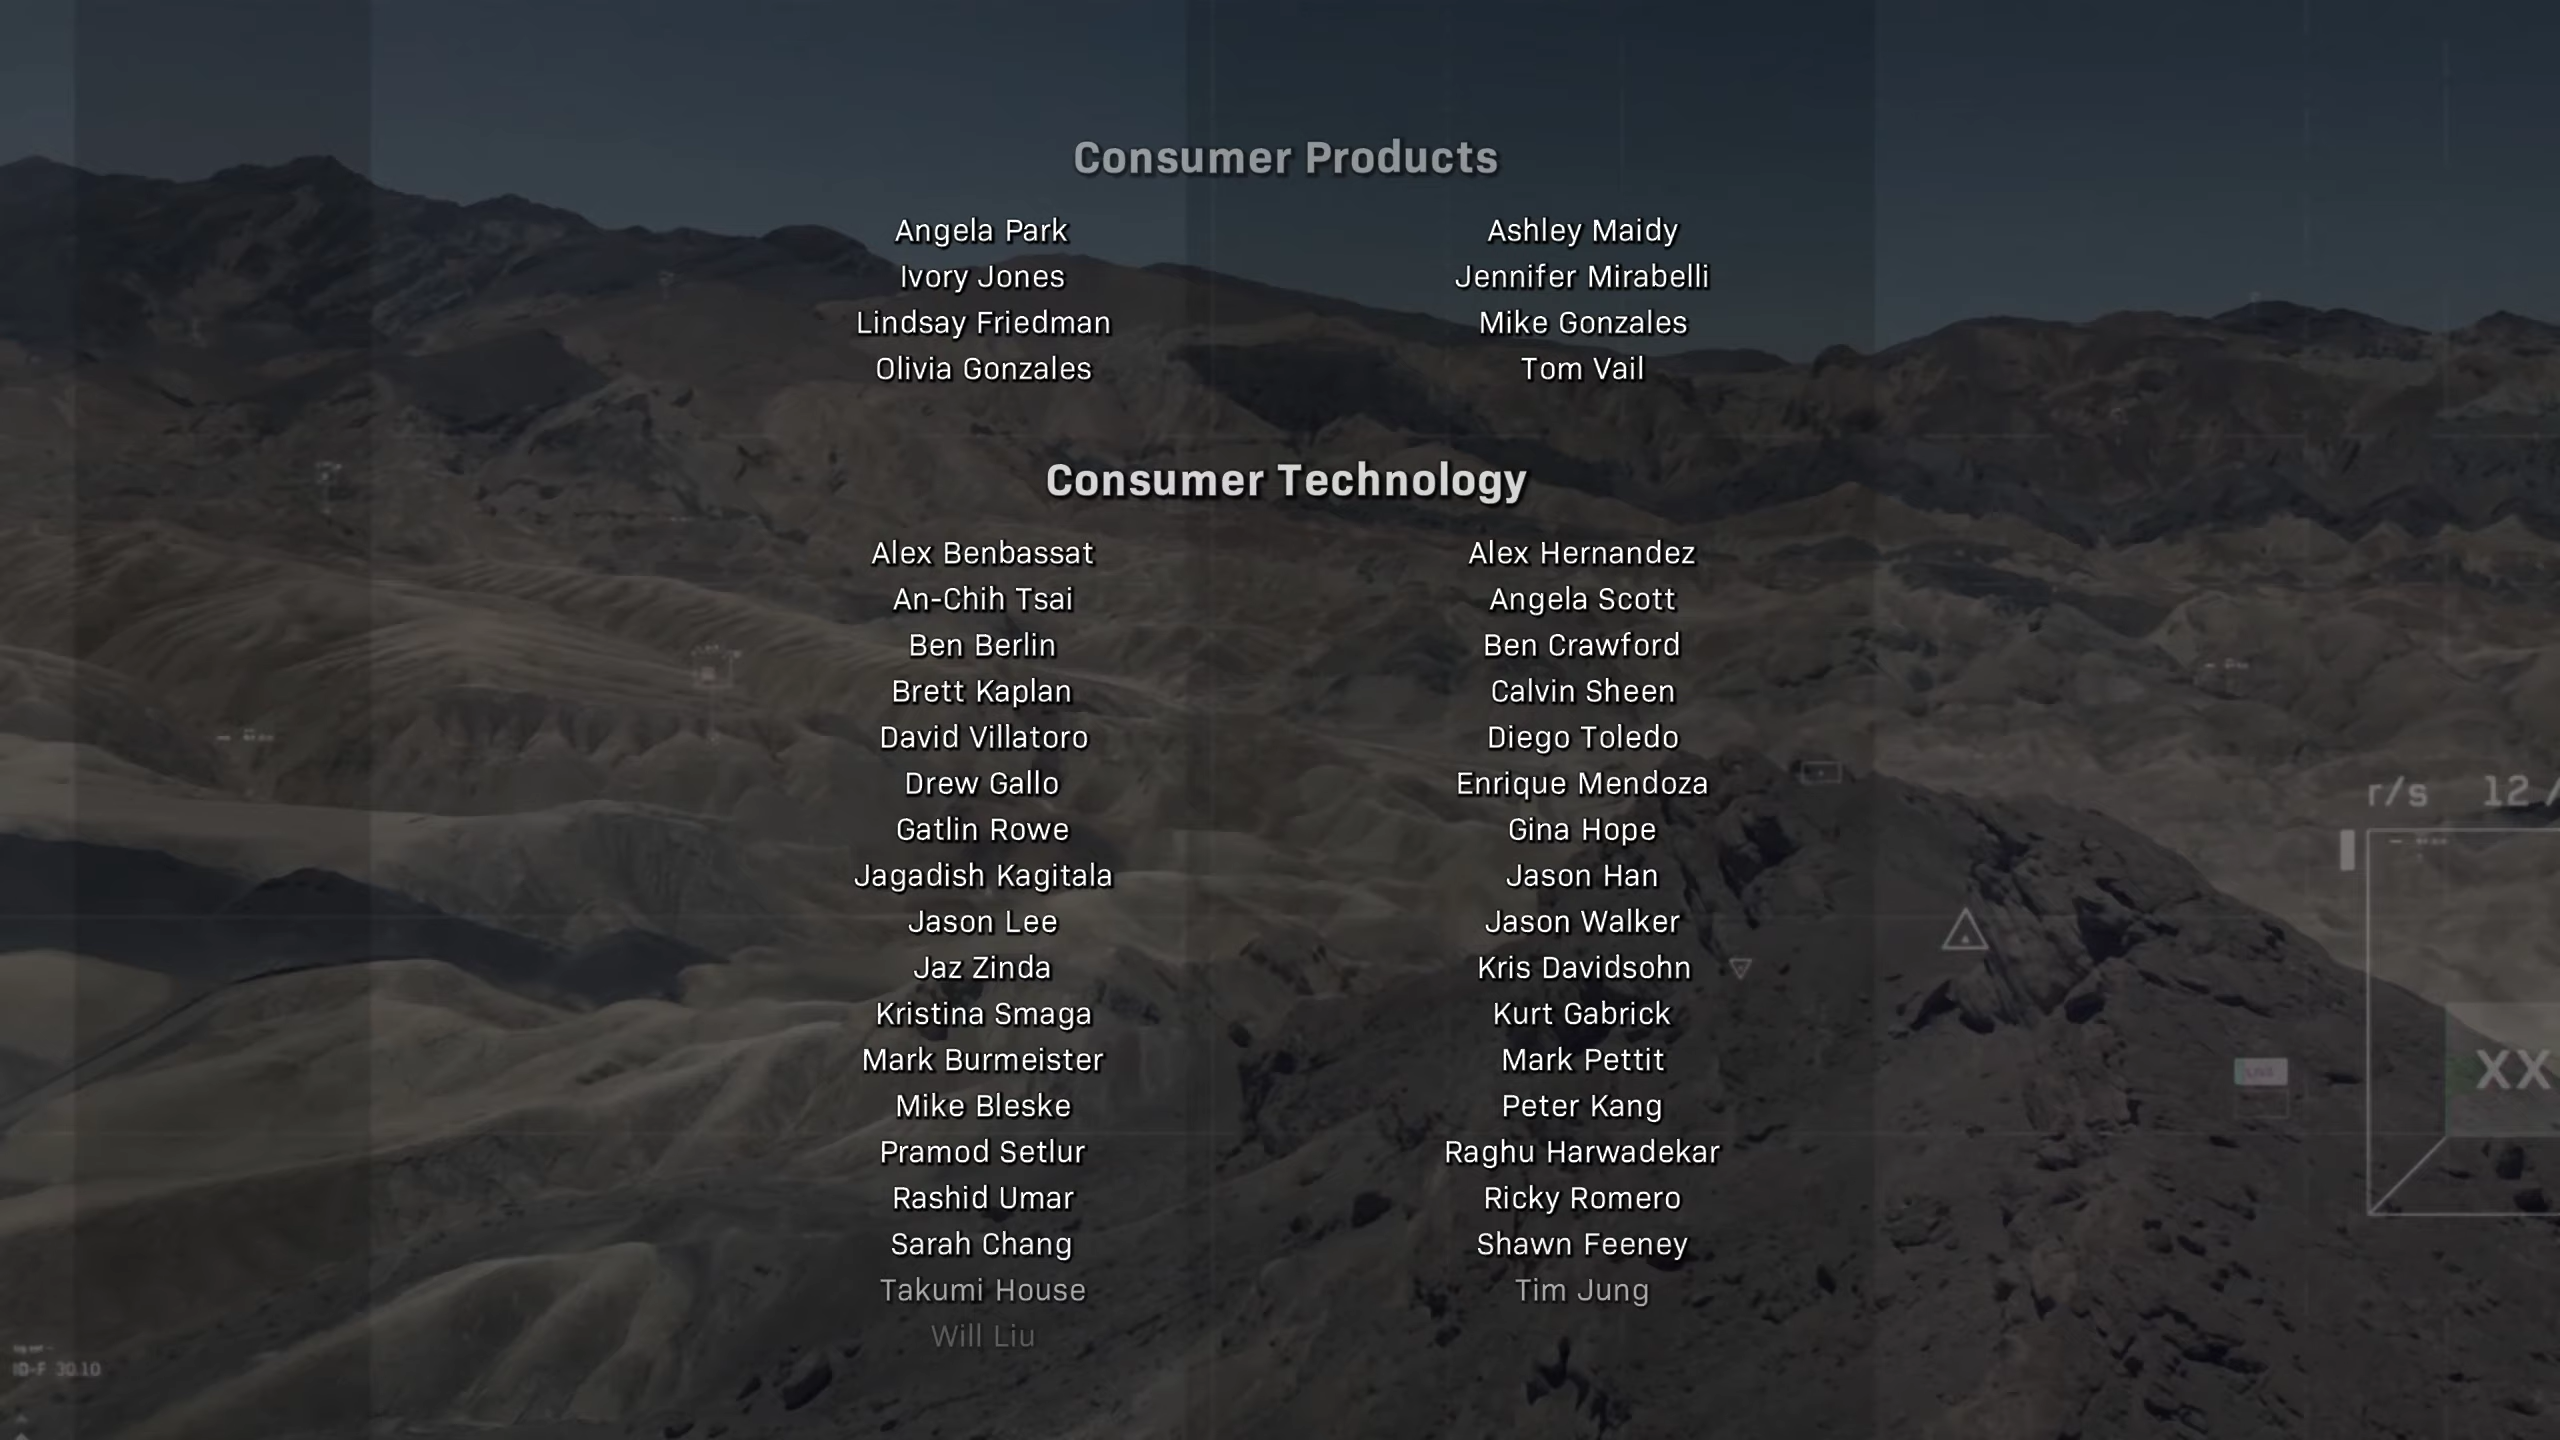 Consumer Products
Angela Park Ashley Maidy
Ivory Jones Jennifer Mirabelli
Lindsay Friedman Mike Gonzales
Olivia Gonzales Tom Vail
Consumer Technology
Alex Benbassat Alex Hernandez
An-Chih Tsai Angela Scott
Ben Berlin Ben Crawford
Brett Kaplan Calvin Sheen
David Villatoro Diego Toledo
Drew Gallo Enrique Mendoza
Gatlin Rowe Gina Hope
Jagadish Kagitala Jason Han
Jason Lee Jason Walker
Jaz Zinda Kris Davidsohn
Kristina Smaga Kurt Gabrick
Mark Burmeister Mark Pettit
Mike Bleske Peter Kang
Pramod Setlur Raghu Harwadekar
Rashid Umar Ricky Romero
Sarah Chang Shawn Feeney
Takumi House Tim Jung
Will Liu
r/s 12 /
XX
LIVE
ID-F 30.10